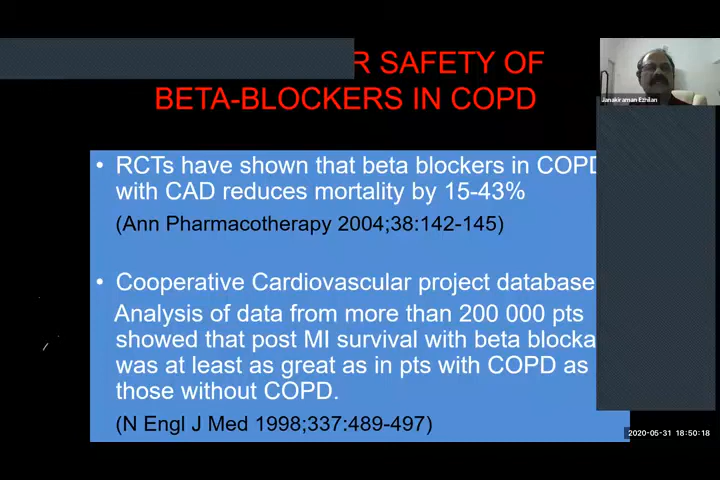 R SAFETY OF
BETA-BLOCKERS IN COPD
Janakiraman Ezhilan
• RCTs have shown that beta blockers in COPD
with CAD reduces mortality by 15-43%
(Ann Pharmacotherapy 2004;38:142-145)
• Cooperative Cardiovascular project database
Analysis of data from more than 200 000 pts
showed that post MI survival with beta blocka
was at least as great as in pts with COPD as
those without COPD.
(N Engl J Med 1998;337:489-497)
2020-05-31 18:50:18